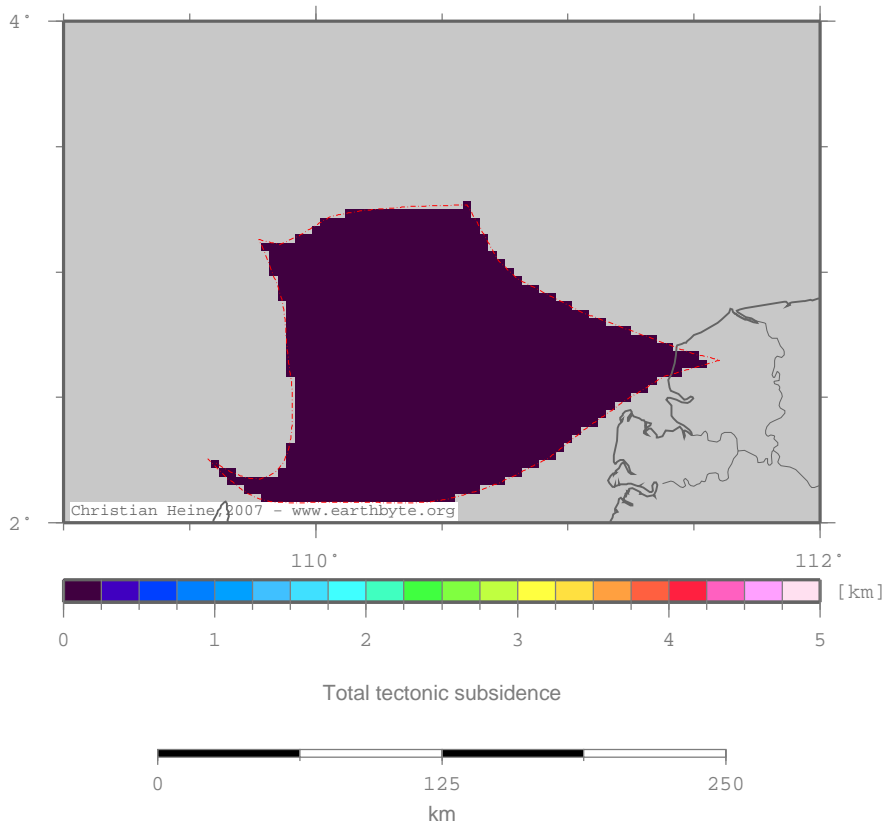 4°
2°
Christian Heine,2007 - www.earthbyte.org
110° 112°
[km]
0 1 2 3 4 5
Total tectonic subsidence
0 125 250
km